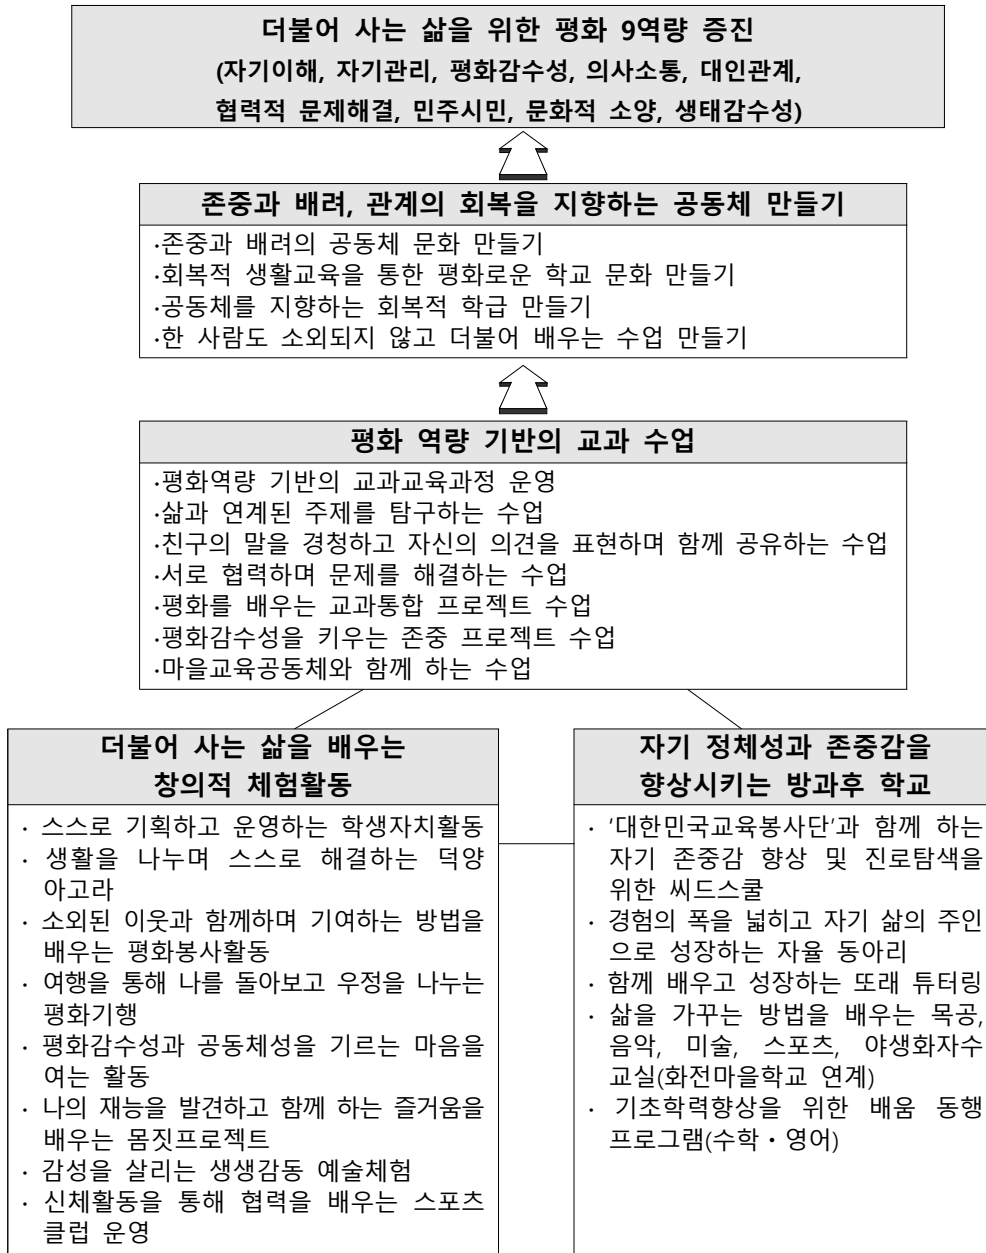 더불어 사는 삶을 위한 평화 9역량 증진
(자기이해, 자기관리, 평화감수성, 의사소통, 대인관계,
협력적 문제해결, 민주시민, 문화적 소양, 생태감수성)
존중과 배려, 관계의 회복을 지향하는 공동체 만들기
·존중과 배려의 공동체 문화 만들기
·회복적 생활교육을 통한 평화로운 학교 문화 만들기
·공동체를 지향하는 회복적 학급 만들기
·한 사람도 소외되지 않고 더불어 배우는 수업 만들기
평화 역량 기반의 교과 수업
·평화역량 기반의 교과교육과정 운영
·삶과 연계된 주제를 탐구하는 수업
·친구의 말을 경청하고 자신의 의견을 표현하며 함께 공유하는 수업
·서로 협력하며 문제를 해결하는 수업
·평화를 배우는 교과통합 프로젝트 수업
·평화감수성을 키우는 존중 프로젝트 수업
·마을교육공동체와 함께 하는 수업
더불어 사는 삶을 배우는
창의적 체험활동
· 스스로 기획하고 운영하는 학생자치활동
· 생활을 나누며 스스로 해결하는 덕양
아고라
· 소외된 이웃과 함께하며 기여하는 방법을
배우는 평화봉사활동
· 여행을 통해 나를 돌아보고 우정을 나누는
평화기행
· 평화감수성과 공동체성을 기르는 마음을
여는 활동
· 나의 재능을 발견하고 함께 하는 즐거움을
배우는 몸짓프로젝트
· 감성을 살리는 생생감동 예술체험
· 신체활동을 통해 협력을 배우는 스포츠
클럽 운영
자기 정체성과 존중감을
향상시키는 방과후 학교
· '대한민국교육봉사단'과 함께 하는
자기 존중감 향상 및 진로탐색을
위한 씨드스쿨
· 경험의 폭을 넓히고 자기 삶의 주인
으로 성장하는 자율 동아리
· 함께 배우고 성장하는 또래 튜터링
· 삶을 가꾸는 방법을 배우는 목공,
음악, 미술, 스포츠, 야생화자수
교실(화전마을학교 연계)
· 기초학력향상을 위한 배움 동행
프로그램(수학・영어)